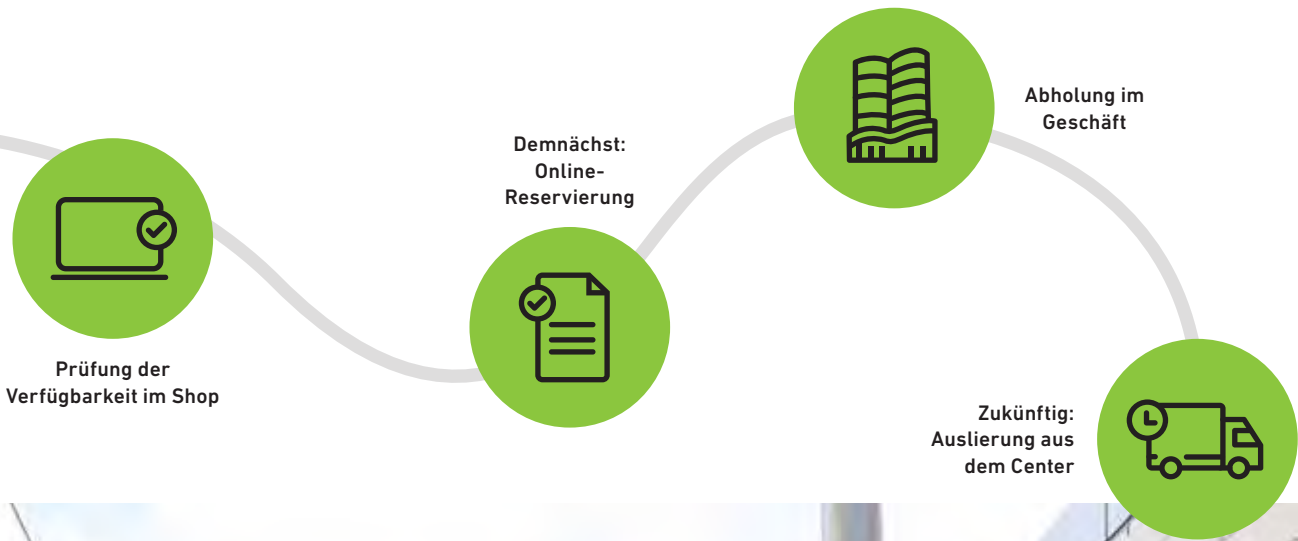 Prüfung der
Verfügbarkeit im Shop
Demnächst:
Online-
Reservierung
Abholung im
Geschäft
Zukünftig:
Auslierung aus
dem Center